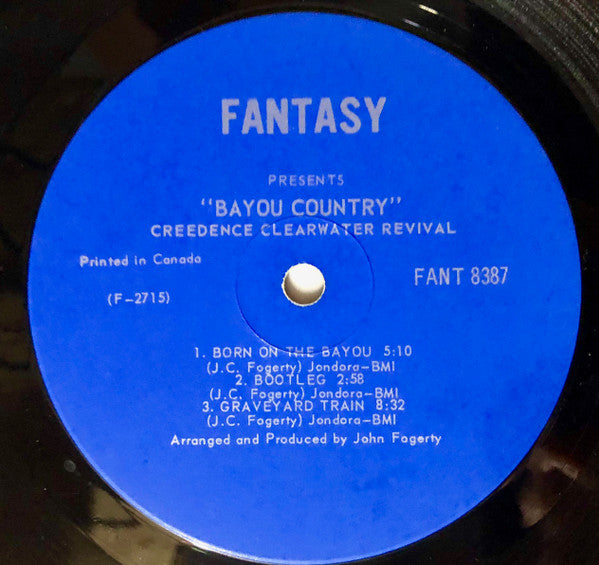 FANTASY
PRESENTS
"BAYOU COUNTRY"
CREEDENCE CLEARWATER REVIVAL
Printed in Canada
FANT 8387
(F-2715)
1. BORN ON THE BAYOU 5:10
(J.C. Fogerty) Jondora-BMI
2. BOOTLEG 2:58
(J.C. Fogerty) Jondora-BMI
3. GRAVEYARD TRAIN 8:32
(J.C. Fogerty) Jondora-BMI
Arranged and Produced by John Fogerty